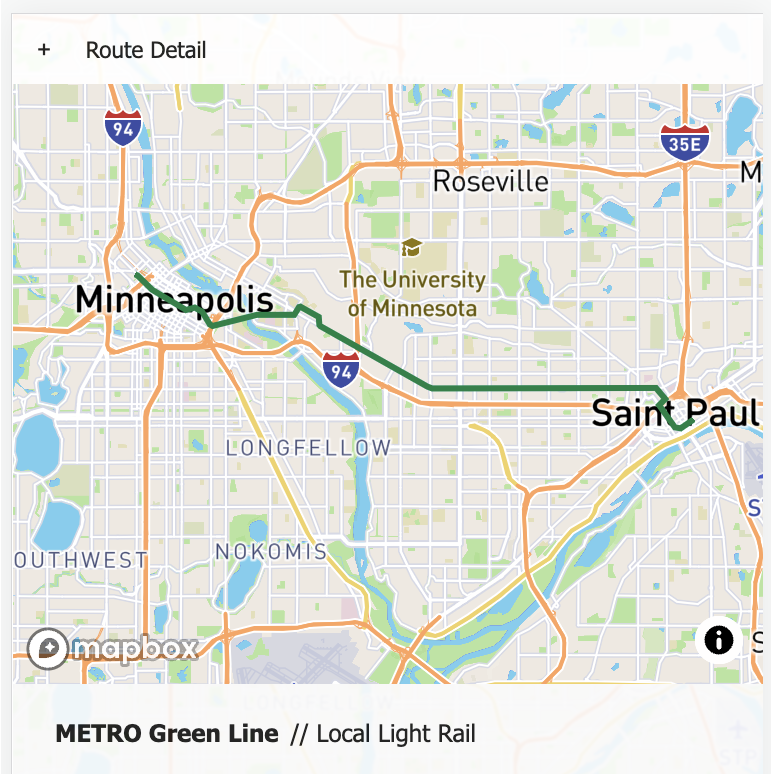 + Route Detail
94
35E
M
Roseville
The University
of Minnesota
Minneapolis
94
Saint Paul
LONGFELLOW
S
OUTHWEST
NOKOMIS
mapbox
i
S
METRO Green Line // Local Light Rail
STP